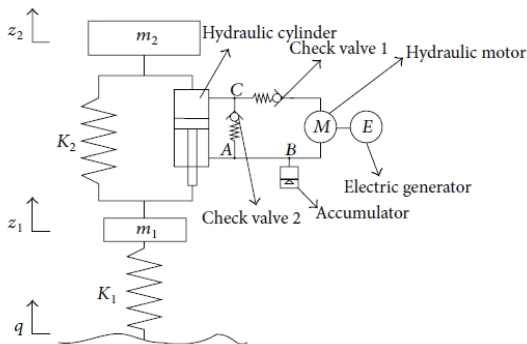 z2
m2
Hydraulic cylinder
Check valve 1
Hydraulic motor
C
K2
M
E
A
B
Electric generator
z1
m1
Check valve 2
Accumulator
K1
q